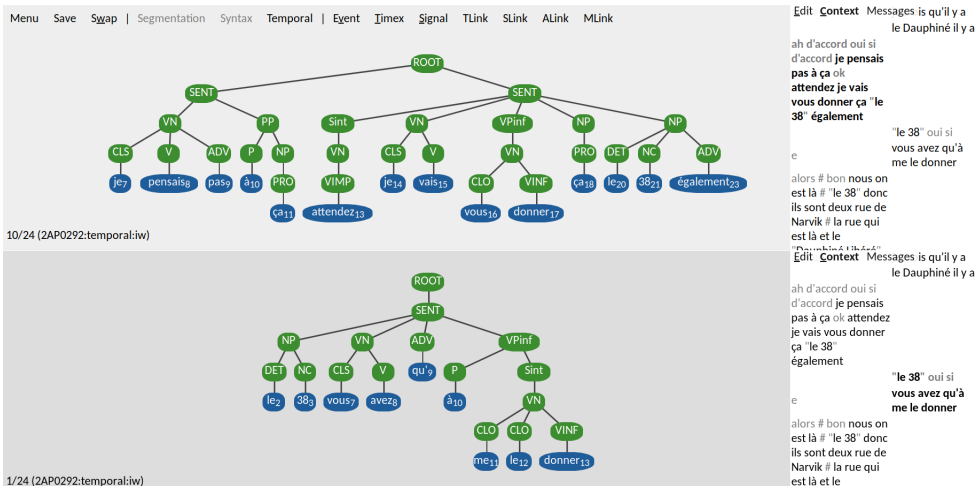 Menu Save Swap | Segmentation Syntax Temporal | Event Timex Signal TLink SLink ALink MLink
ROOT
SENT SENT
VN PP Sint VN VPinf NP NP
CLS V ADV P NP VN CLS V VN PRO DET NC ADV
je7 pensais8 pas9 à10 PRO VIMP je14 vais15 CLO VINF ça18 le20 3821 également23
ça11 attendez13 vous16 donner17
10/24 (2AP0292:temporal:iw)
Edit Context Messages is qu'il y a
le Dauphiné il y a
ah d'accord oui si
d'accord je pensais
pas à ça ok
attendez je vais
vous donner ça "le
38" également
"le 38" oui si
vous avez qu'à
e
me le donner
alors # bon nous on
est là # "le 38" donc
ils sont deux rue de
Narvik # la rue qui
est là et le
"Dauphiné Libéré"
ROOT
SENT
NP VN ADV VPinf
DET NC CLS V qu'9 P Sint
le2 383 vous7 avez8 à10 VN
CLO CLO VINF
me11 le12 donner13
1/24 (2AP0292:temporal:iw)
Edit Context Messages is qu'il y a
le Dauphiné il y a
ah d'accord oui si
d'accord je pensais
pas à ça ok attendez
je vais vous donner
ça "le 38"
également
"le 38" oui si
vous avez qu'à
e
me le donner
alors # bon nous on
est là # "le 38" donc
ils sont deux rue de
Narvik # la rue qui
est là et le